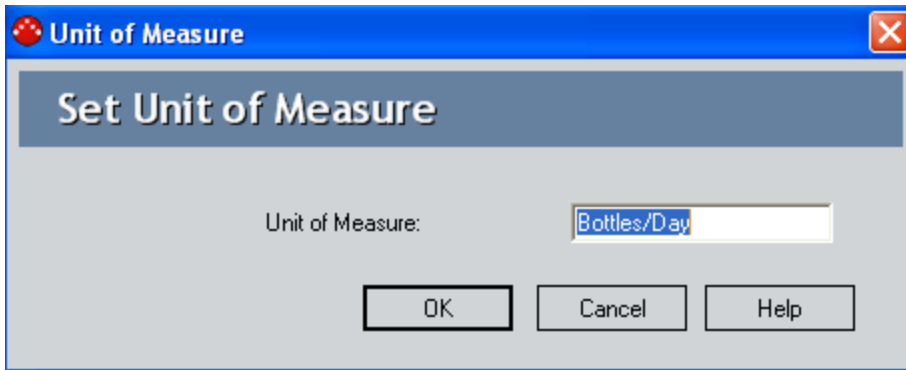 Unit of Measure
Set Unit of Measure
Unit of Measure: Bottles/Day
OK Cancel Help